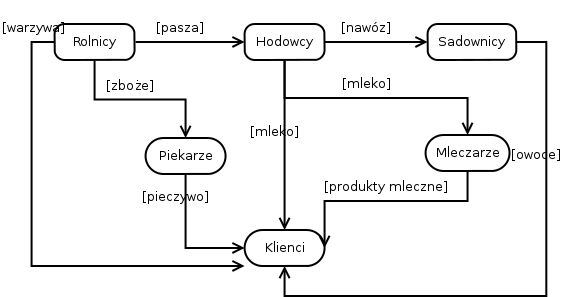 [warzywa]
[pasza]
[nawóz]
Rolnicy
Hodowcy
Sadownicy
[zboże]
[mleko]
[mleko]
Piekarze
Mleczarze
[owoce]
[produkty mleczne]
[pieczywo]
Klienci